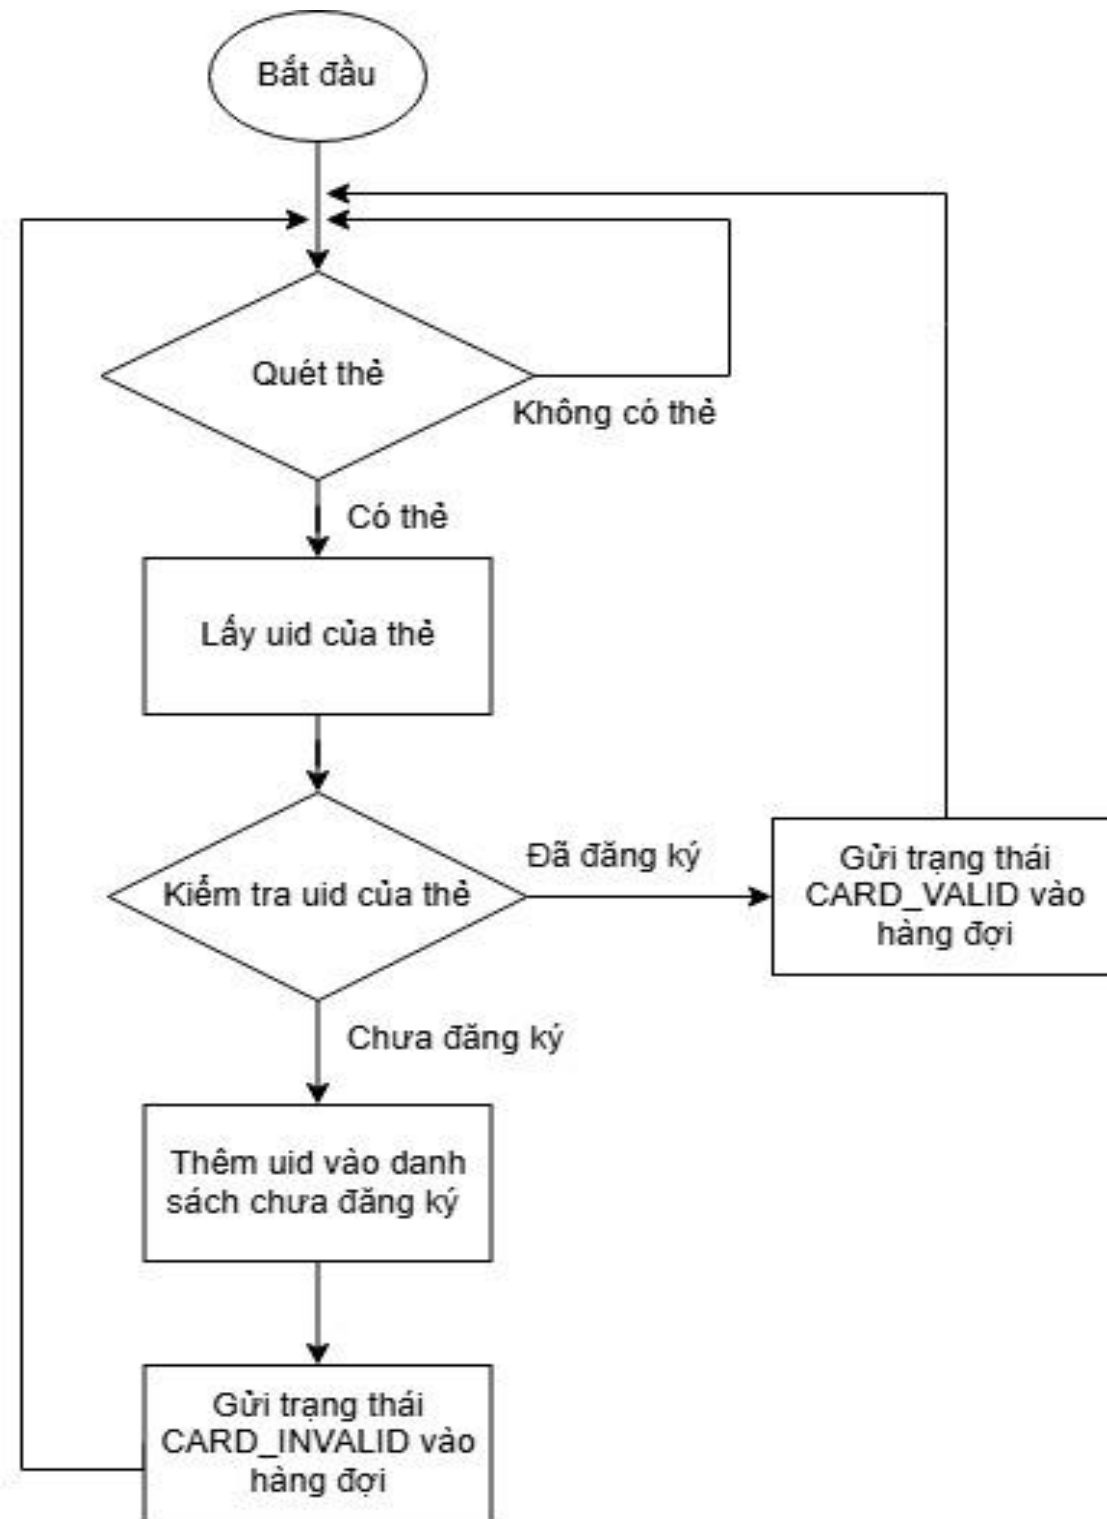 Bắt đầu
Quét thẻ
Không có thẻ
Có thẻ
Lấy uid của thẻ
Kiểm tra uid của thẻ
Đã đăng ký
Gửi trạng thái
CARD_VALID vào
hàng đợi
Chưa đăng ký
Thêm uid vào danh
sách chưa đăng ký
Gửi trạng thái
CARD_INVALID vào
hàng đợi